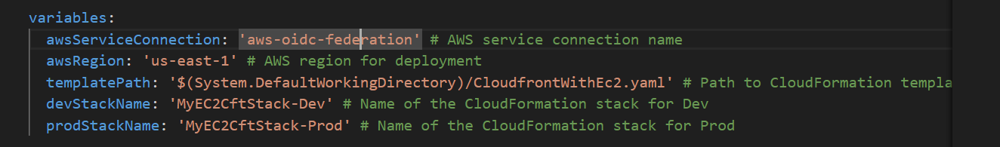 variables:
awsServiceConnection: 'aws-oidc-federation' # AWS service connection name
awsRegion: 'us-east-1' # AWS region for deployment
templatePath: '$(System.DefaultWorkingDirectory)/CloudfrontWithEc2.yaml' # Path to CloudFormation templa
devStackName: 'MyEC2CftStack-Dev' # Name of the CloudFormation stack for Dev
prodStackName: 'MyEC2CftStack-Prod' # Name of the CloudFormation stack for Prod